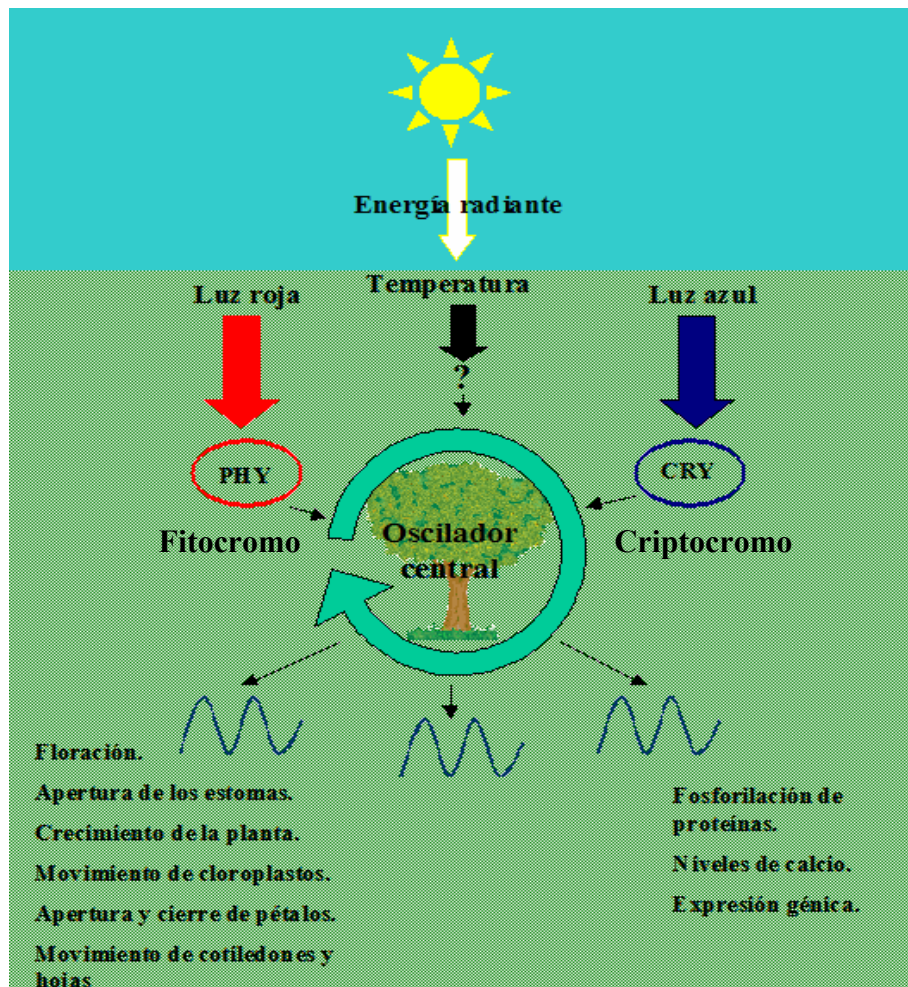 Energía radiante
Luz roja
Temperatura
Luz azul
?
PHY
CRY
Fitocromo
Oscilador
central
Criptocromo
Floración.
Apertura de los estomas.
Crecimiento de la planta.
Movimiento de cloroplastos.
Apertura y cierre de pétalos.
Movimiento de cotiledones y
hojas
Fosforilación de
proteínas.
Niveles de calcio.
Expresión génica.